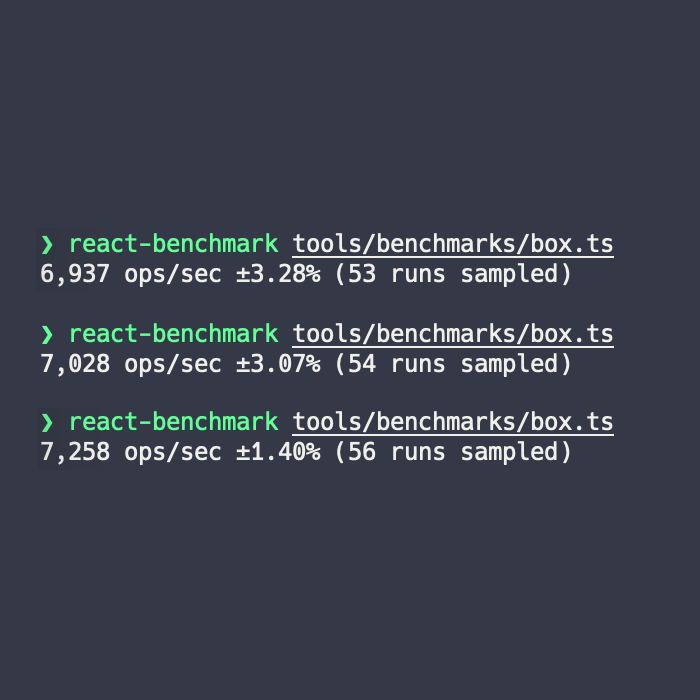 ❯ react-benchmark tools/benchmarks/box.ts
6,937 ops/sec ±3.28% (53 runs sampled)
❯ react-benchmark tools/benchmarks/box.ts
7,028 ops/sec ±3.07% (54 runs sampled)
❯ react-benchmark tools/benchmarks/box.ts
7,258 ops/sec ±1.40% (56 runs sampled)